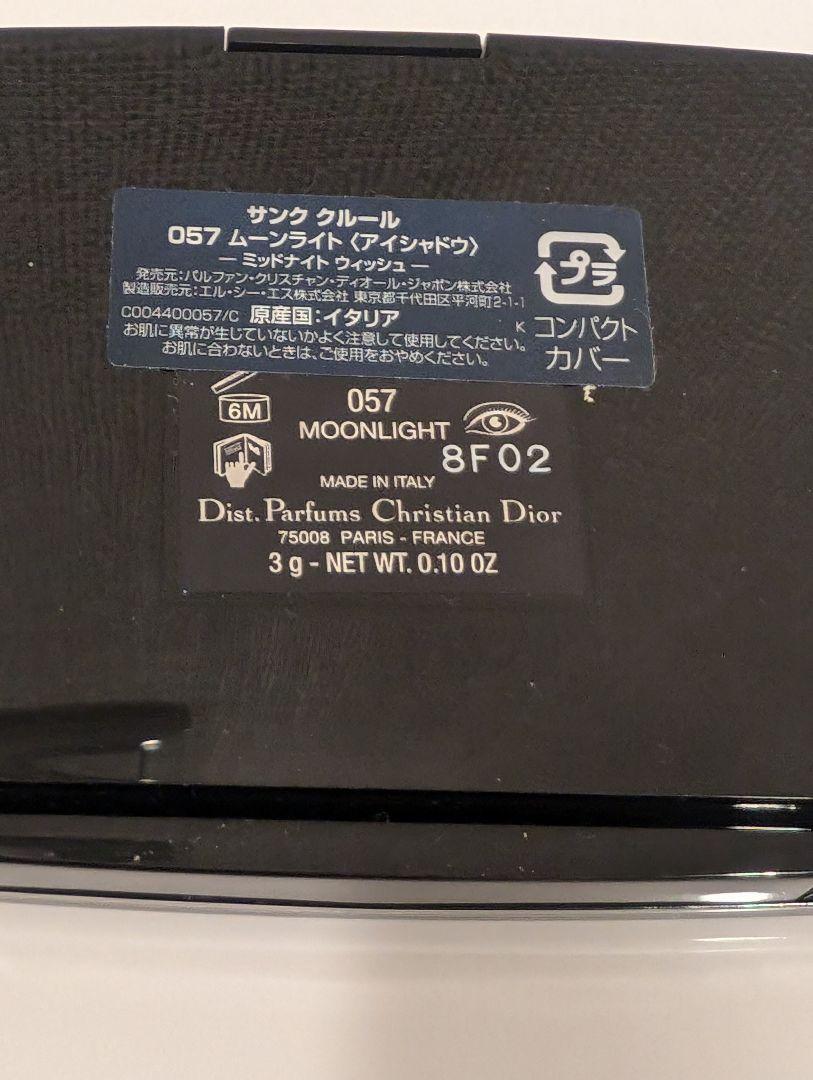 サンク クルール
057 ムーンライト〈アイシャドウ〉
— ミッドナイト ウィッシュ —
発売元:パルファン・クリスチャン・ディオール・ジャポン株式会社
製造販売元:エル・シー・エス株式会社 東京都千代田区平河町2-1-1
C004400057/C 原産国:イタリア
お肌に異常が生じていないかよく注意して使用してください。
お肌に合わないときは、ご使用をおやめください。
K
プラ
コンパクト
カバー
6M
057
MOONLIGHT
8F02
MADE IN ITALY
Dist. Parfums Christian Dior
75008 PARIS - FRANCE
3 g - NET WT. 0.10 OZ